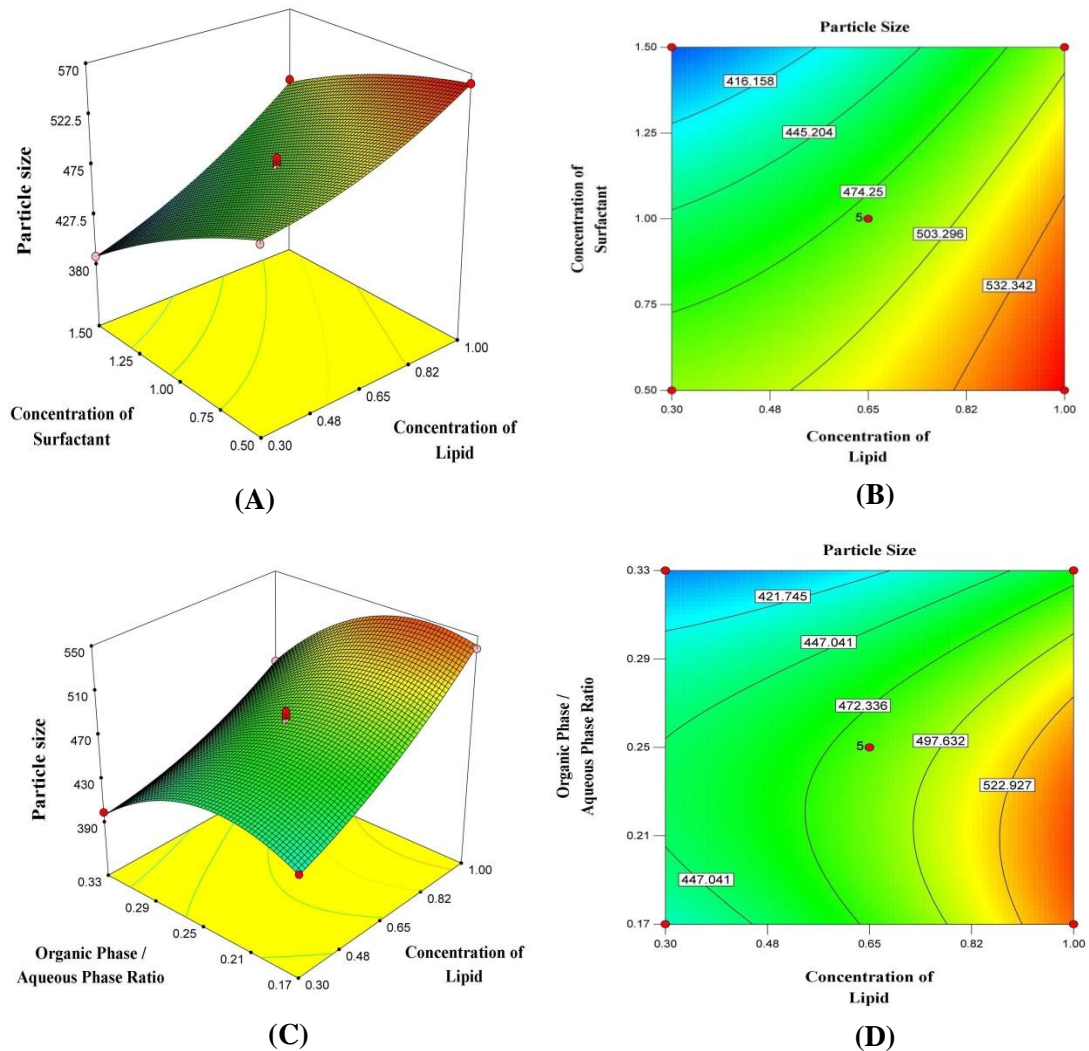 570
522.5
475
427.5
380
Particle size
1.50
1.25
1.00
0.75
0.50
Concentration of
Surfactant
0.30
0.48
0.65
0.82
1.00
Concentration of
Lipid
(A)
Particle Size
1.50
1.25
1.00
0.75
0.50
Concentration of
Surfactant
416.158
445.204
474.25
5
503.296
532.342
0.30
0.48
0.65
0.82
1.00
Concentration of
Lipid
(B)
550
510
470
430
390
Particle size
0.33
0.29
0.25
0.21
0.17
Organic Phase /
Aqueous Phase Ratio
0.30
0.48
0.65
0.82
1.00
Concentration of
Lipid
(C)
Particle Size
0.33
0.29
0.25
0.21
0.17
Organic Phase /
Aqueous Phase Ratio
421.745
447.041
472.336
5
497.632
522.927
447.041
0.30
0.48
0.65
0.82
1.00
Concentration of
Lipid
(D)